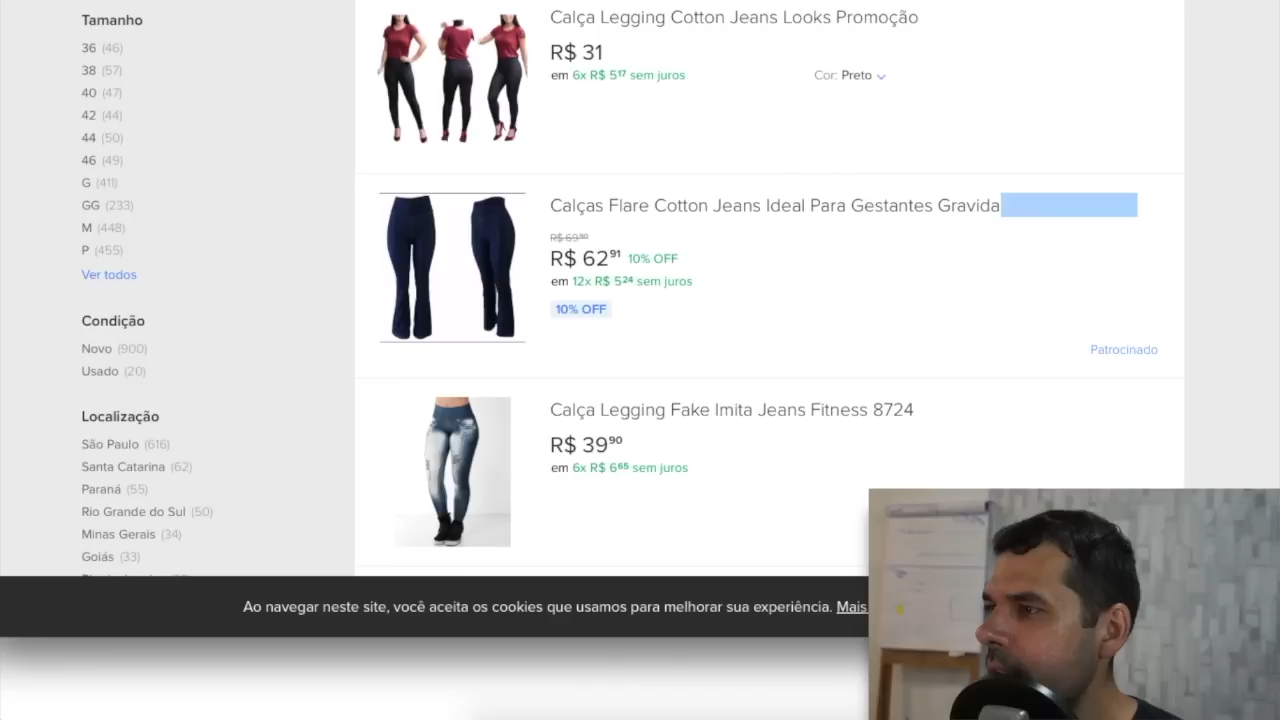 Tamanho
36 (46)
38 (57)
40 (47)
42 (44)
44 (50)
46 (49)
G (411)
GG (233)
M (448)
P (455)
Ver todos
Condição
Novo (900)
Usado (20)
Localização
São Paulo (616)
Santa Catarina (62)
Paraná (55)
Rio Grande do Sul (50)
Minas Gerais (34)
Goiás (33)
Calça Legging Cotton Jeans Looks Promoção
R$ 31
em 6x R$ 5¹⁷ sem juros
Cor: Preto
Calças Flare Cotton Jeans Ideal Para Gestantes Gravida
R$ 69⁹⁰
R$ 62⁹¹ 10% OFF
em 12x R$ 5²⁴ sem juros
10% OFF
Patrocinado
Calça Legging Fake Imita Jeans Fitness 8724
R$ 39⁹⁰
em 6x R$ 6⁶⁵ sem juros
Ao navegar neste site, você aceita os cookies que usamos para melhorar sua experiência. Mais